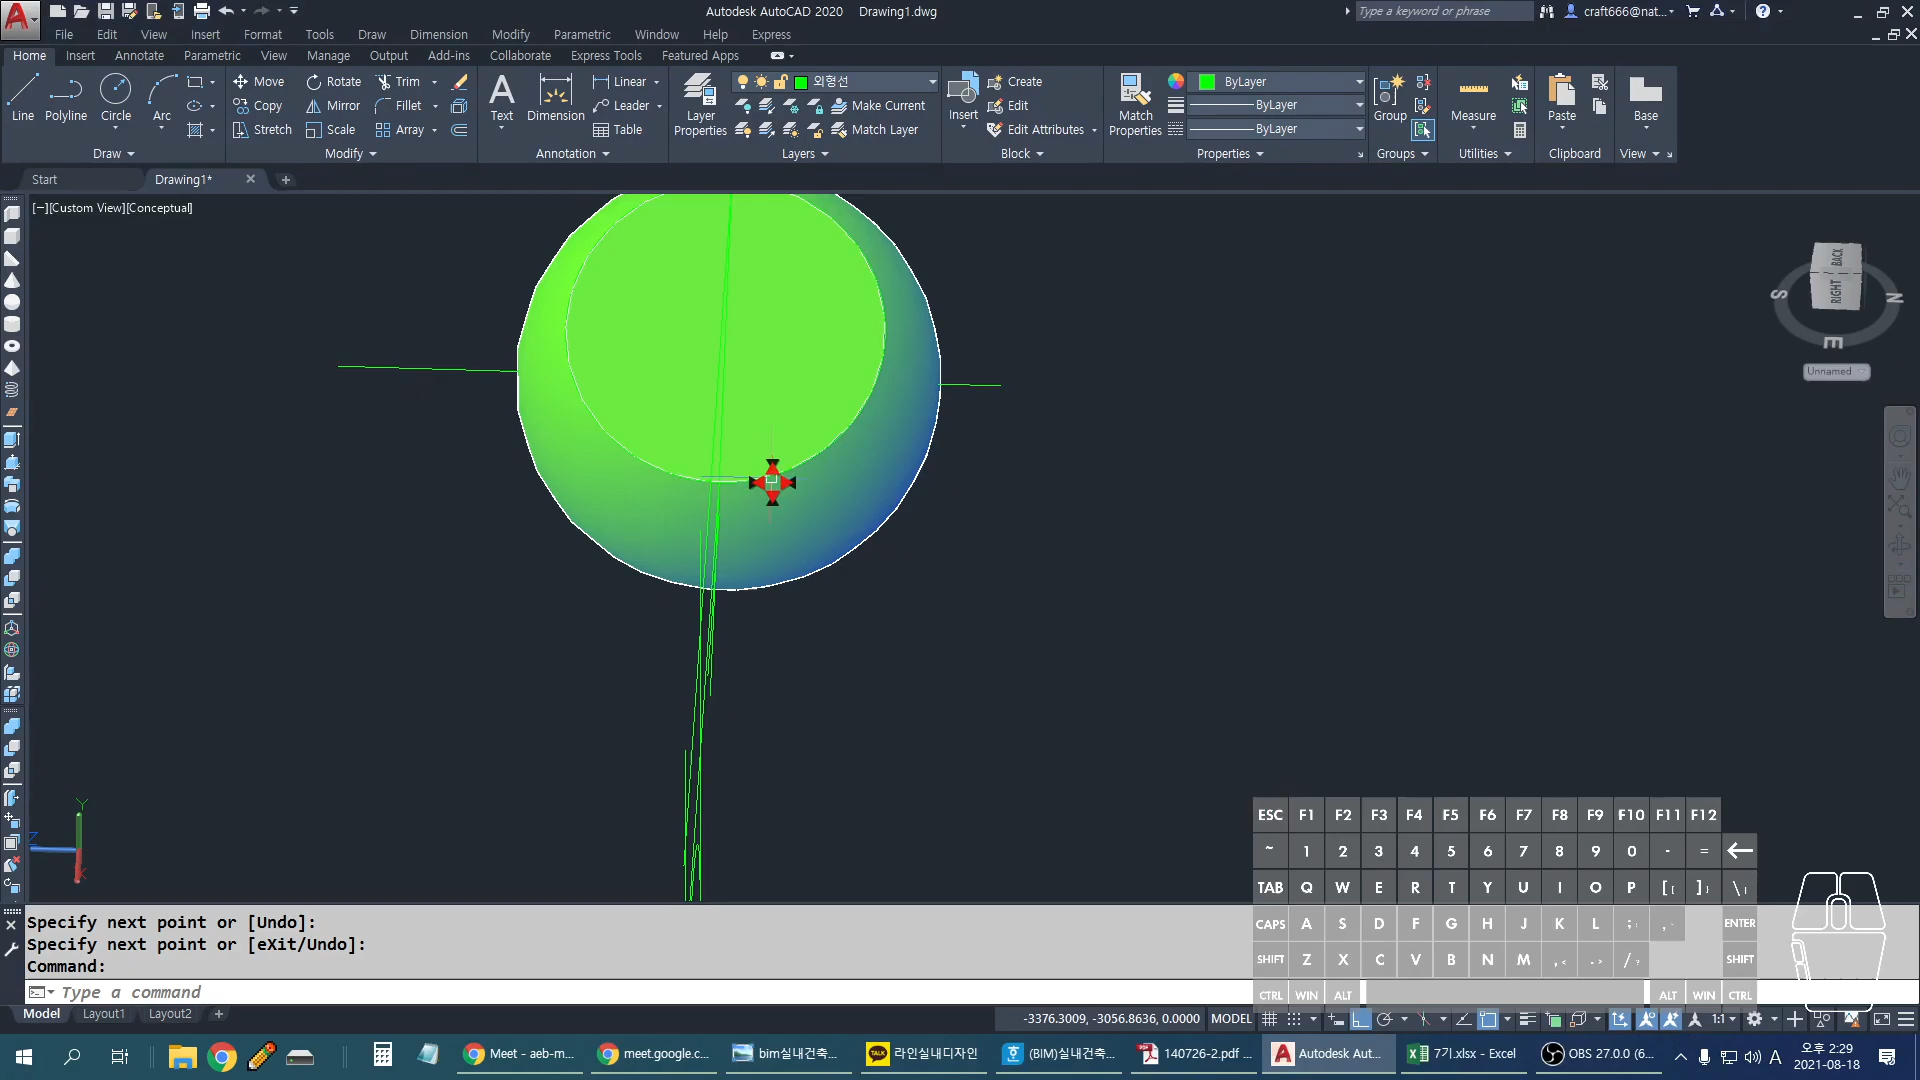 Autodesk AutoCAD 2020 Drawing1.dwg
Type a keyword or phrase
craft666@nat...
File Edit View Insert Format Tools Draw Dimension Modify Parametric Window Help Express
Home Insert Annotate Parametric View Manage Output Add-ins Collaborate Express Tools Featured Apps
Line Polyline Circle Arc
Move Rotate Trim
Copy Mirror Fillet
Stretch Scale Array
Text Dimension
Linear
Leader
Table
Layer Properties
외형선
Make Current
Match Layer
Insert
Create
Edit
Edit Attributes
Match Properties
ByLayer
ByLayer
ByLayer
Group
Measure
Paste
Base
Draw Modify Annotation Layers Block Properties Groups Utilities Clipboard View
Start Drawing1*
[−][Custom View][Conceptual]
BACK
RIGHT
S N
E
Unnamed
Y
Z
X
ESC F1 F2 F3 F4 F5 F6 F7 F8 F9 F10 F11 F12
~ 1 2 3 4 5 6 7 8 9 0 - =
TAB Q W E R T Y U I O P [{ ]} \|
CAPS A S D F G H J K L ;: ENTER
SHIFT Z X C V B N M ,< .> /? SHIFT
CTRL WIN ALT ALT WIN CTRL
Specify next point or [Undo]:
Specify next point or [eXit/Undo]:
Command:
Type a command
Model Layout1 Layout2 +
-3376.3009, -3056.8636, 0.0000 MODEL 1:1
Meet - aeb-m...
meet.google.c...
bim실내건축...
TALK
라인실내디자인
(BIM)실내건축...
140726-2.pdf ...
Autodesk Aut...
7기.xlsx - Excel
OBS 27.0.0 (6...
A
오후 2:29
2021-08-18